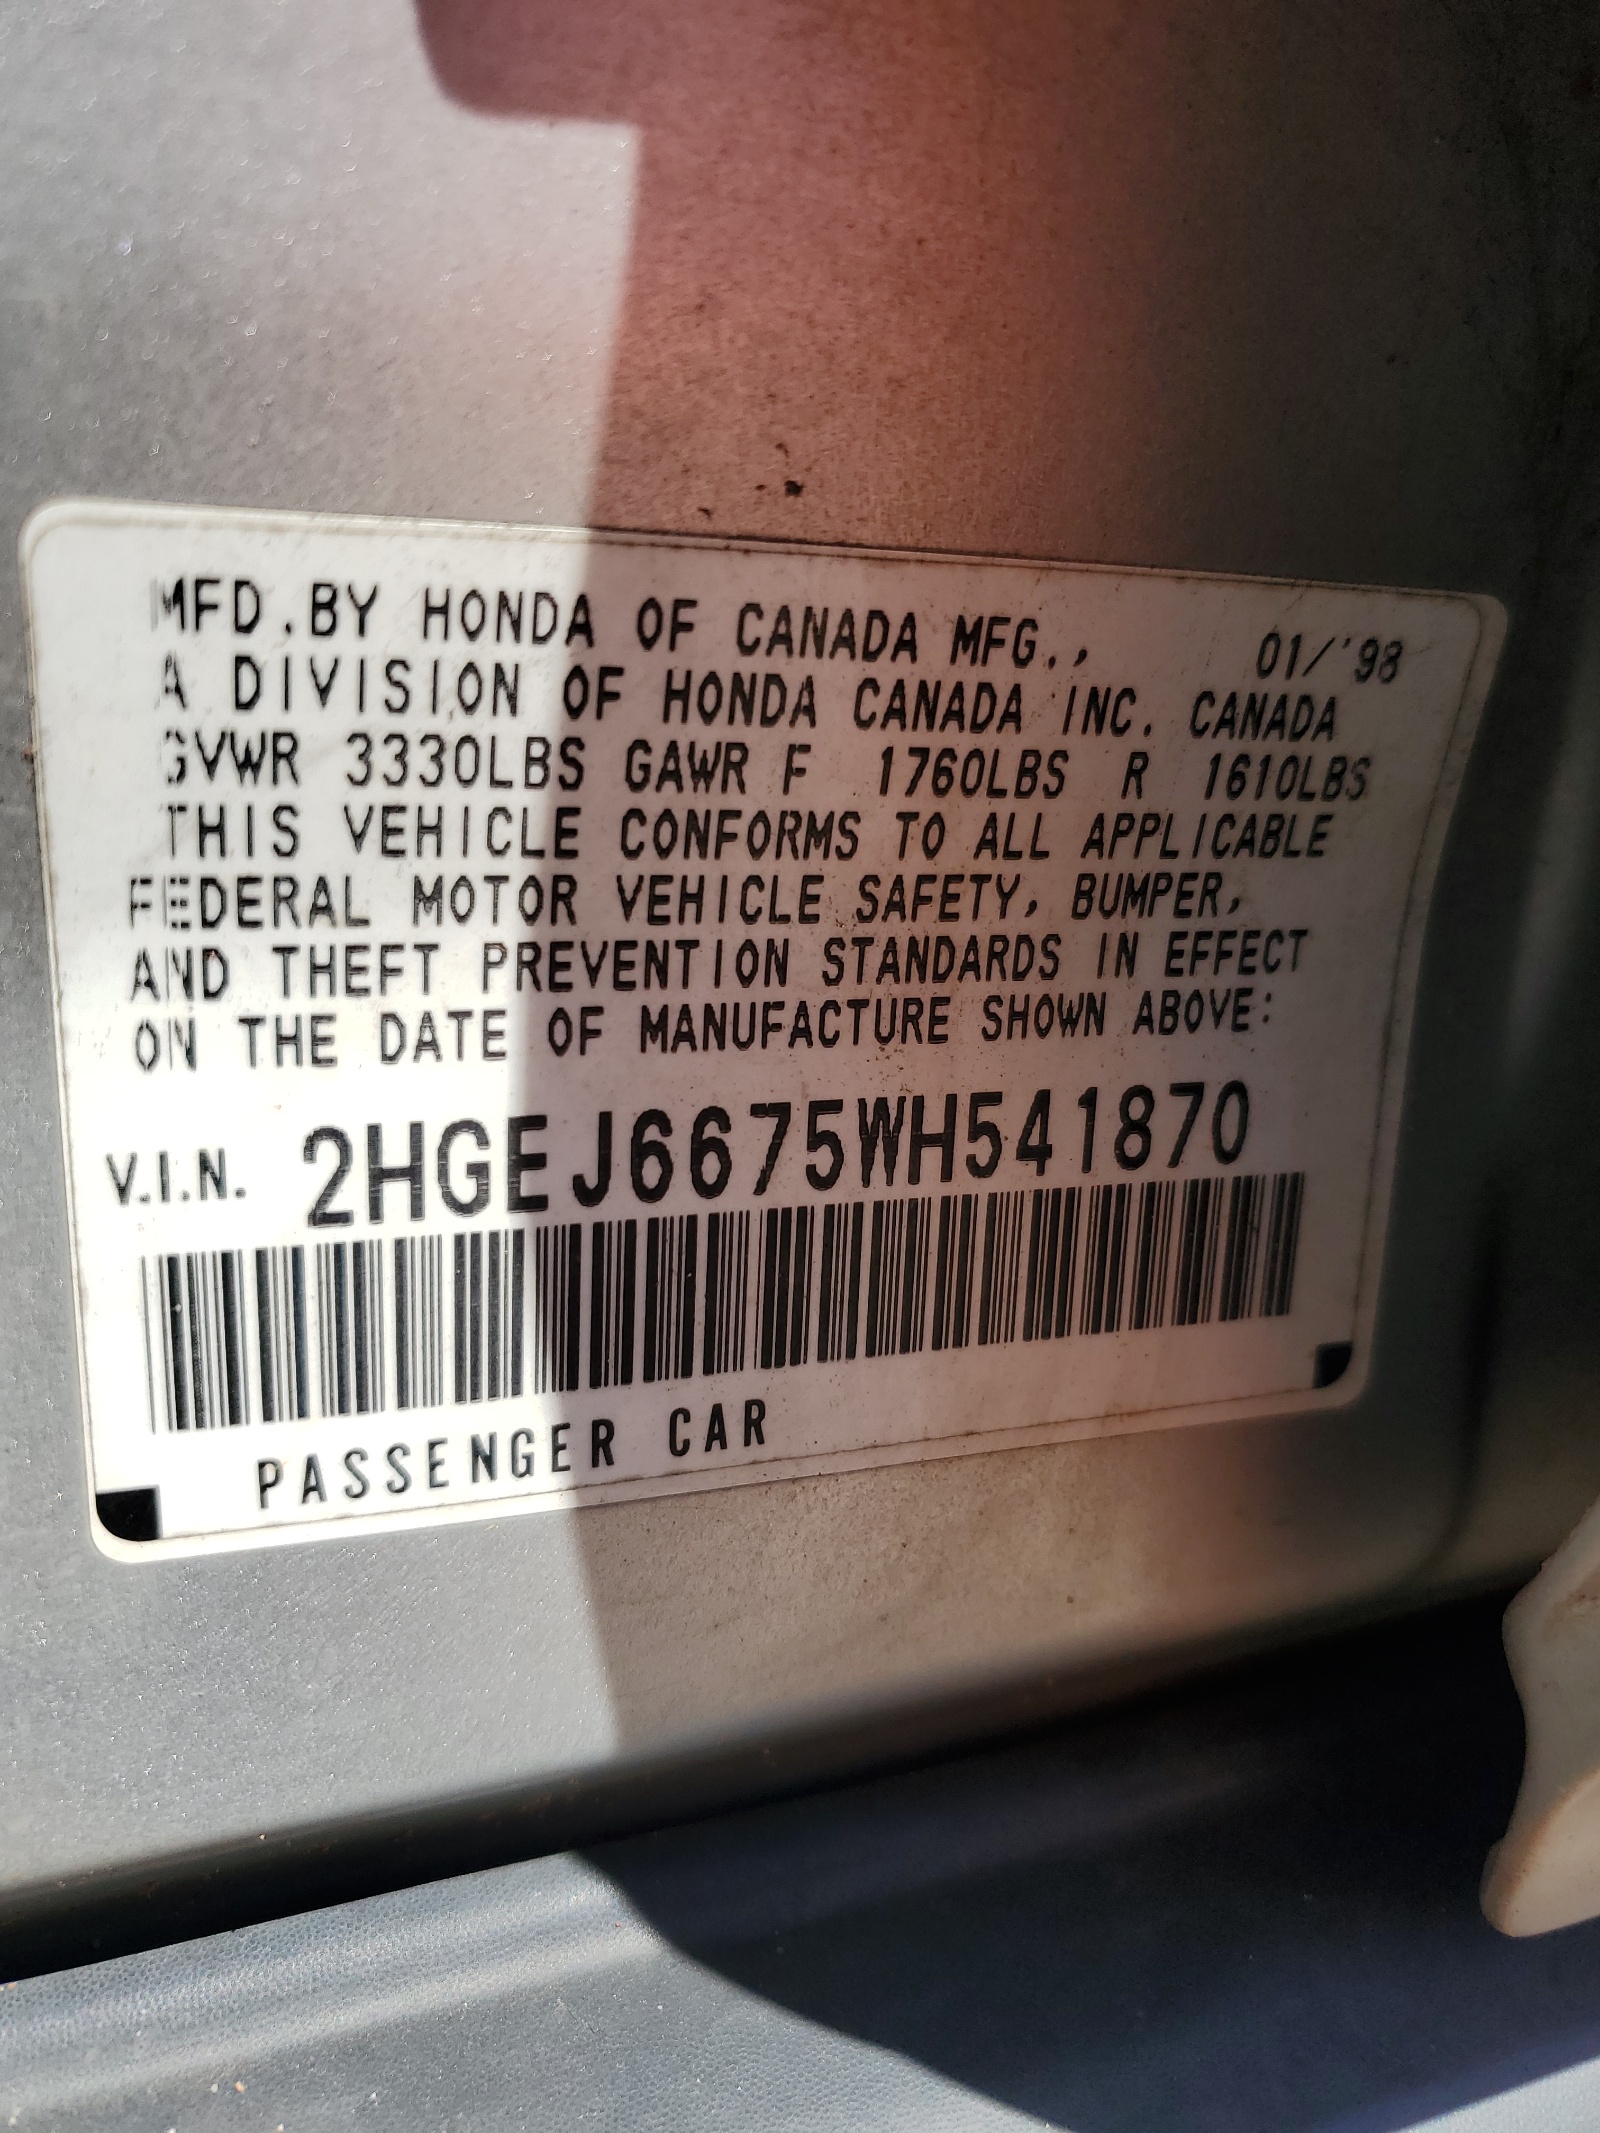 MFD.BY HONDA OF CANADA MFG., 01/'98
A DIVISION OF HONDA CANADA INC. CANADA
GVWR 3330LBS GAWR F 1760LBS R 1610LBS
THIS VEHICLE CONFORMS TO ALL APPLICABLE
FEDERAL MOTOR VEHICLE SAFETY, BUMPER,
AND THEFT PREVENTION STANDARDS IN EFFECT
ON THE DATE OF MANUFACTURE SHOWN ABOVE:
V.I.N. 2HGEJ6675WH541870
PASSENGER CAR